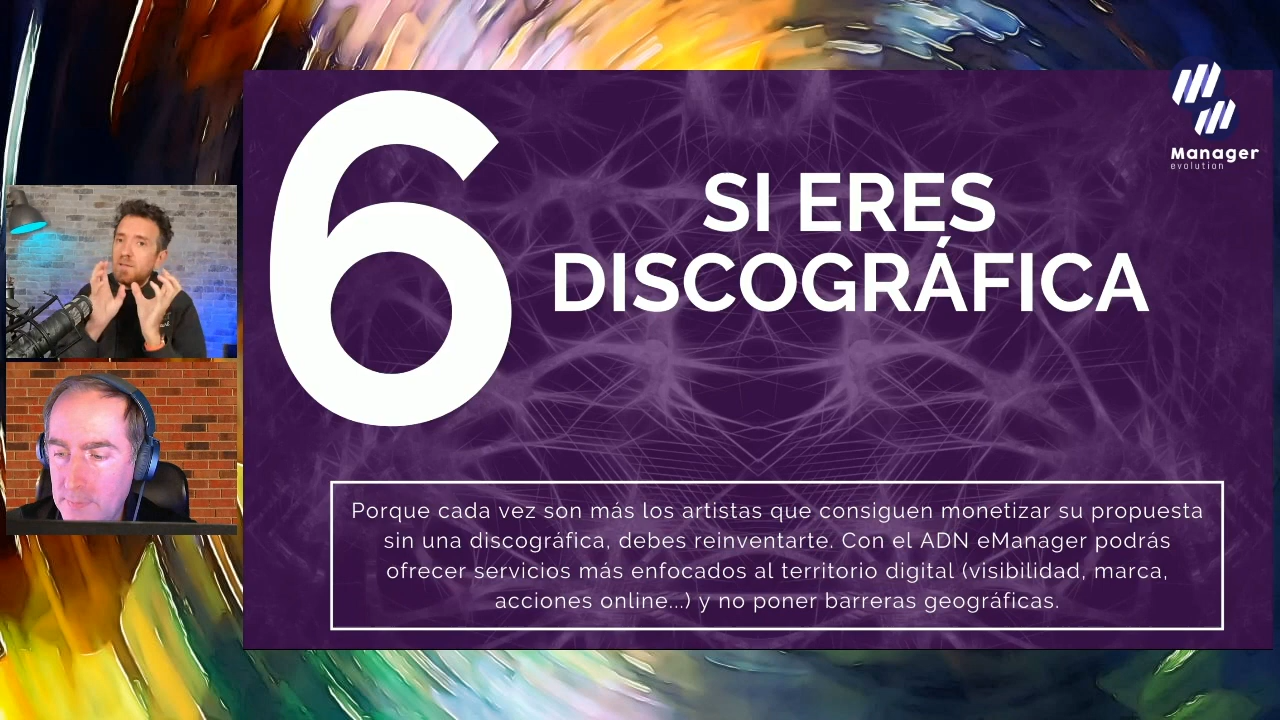 6
SI ERES
DISCOGRÁFICA
Manager
evolution
Porque cada vez son más los artistas que consiguen monetizar su propuesta
sin una discográfica, debes reinventarte. Con el ADN eManager podrás
ofrecer servicios más enfocados al territorio digital (visibilidad, marca,
acciones online...) y no poner barreras geográficas.